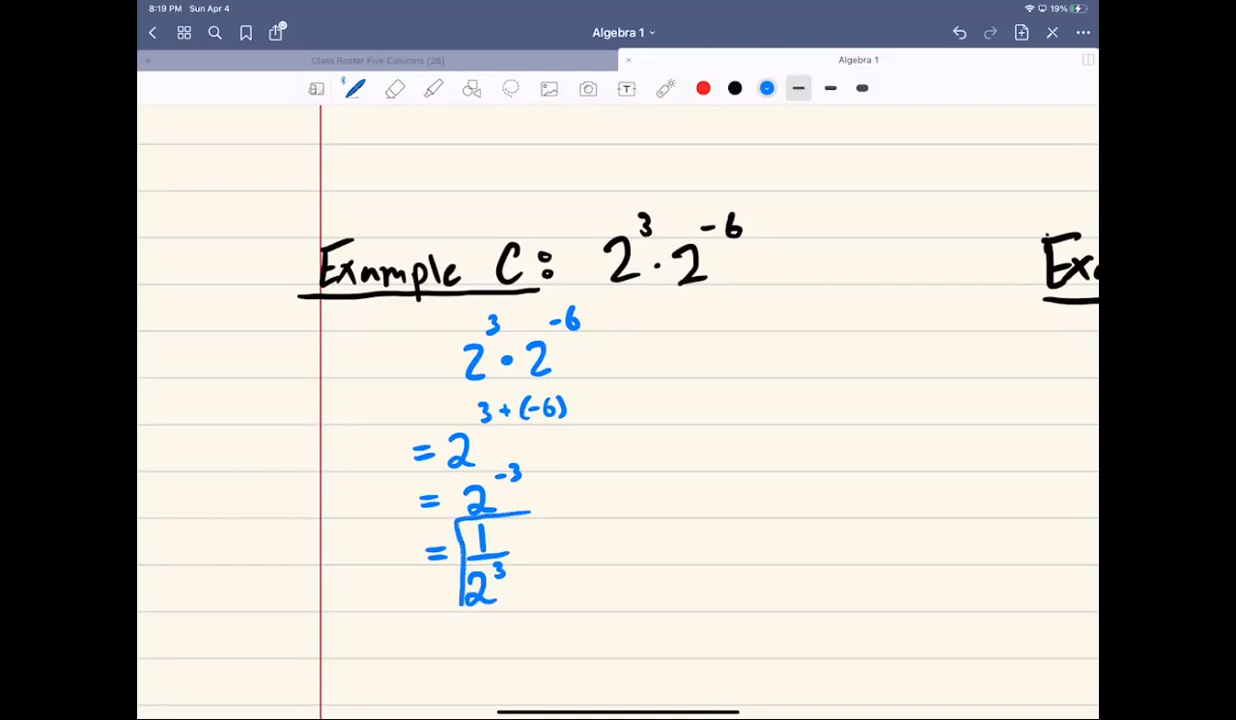 8:19 PM Sun Apr 4 19%
Algebra 1
Class Roster Five Columns (28) Algebra 1
T
Example C: 2³ · 2⁻⁶ Exa
2³ · 2⁻⁶
= 2³⁺⁽⁻⁶⁾
= 2⁻³
= 1/2³